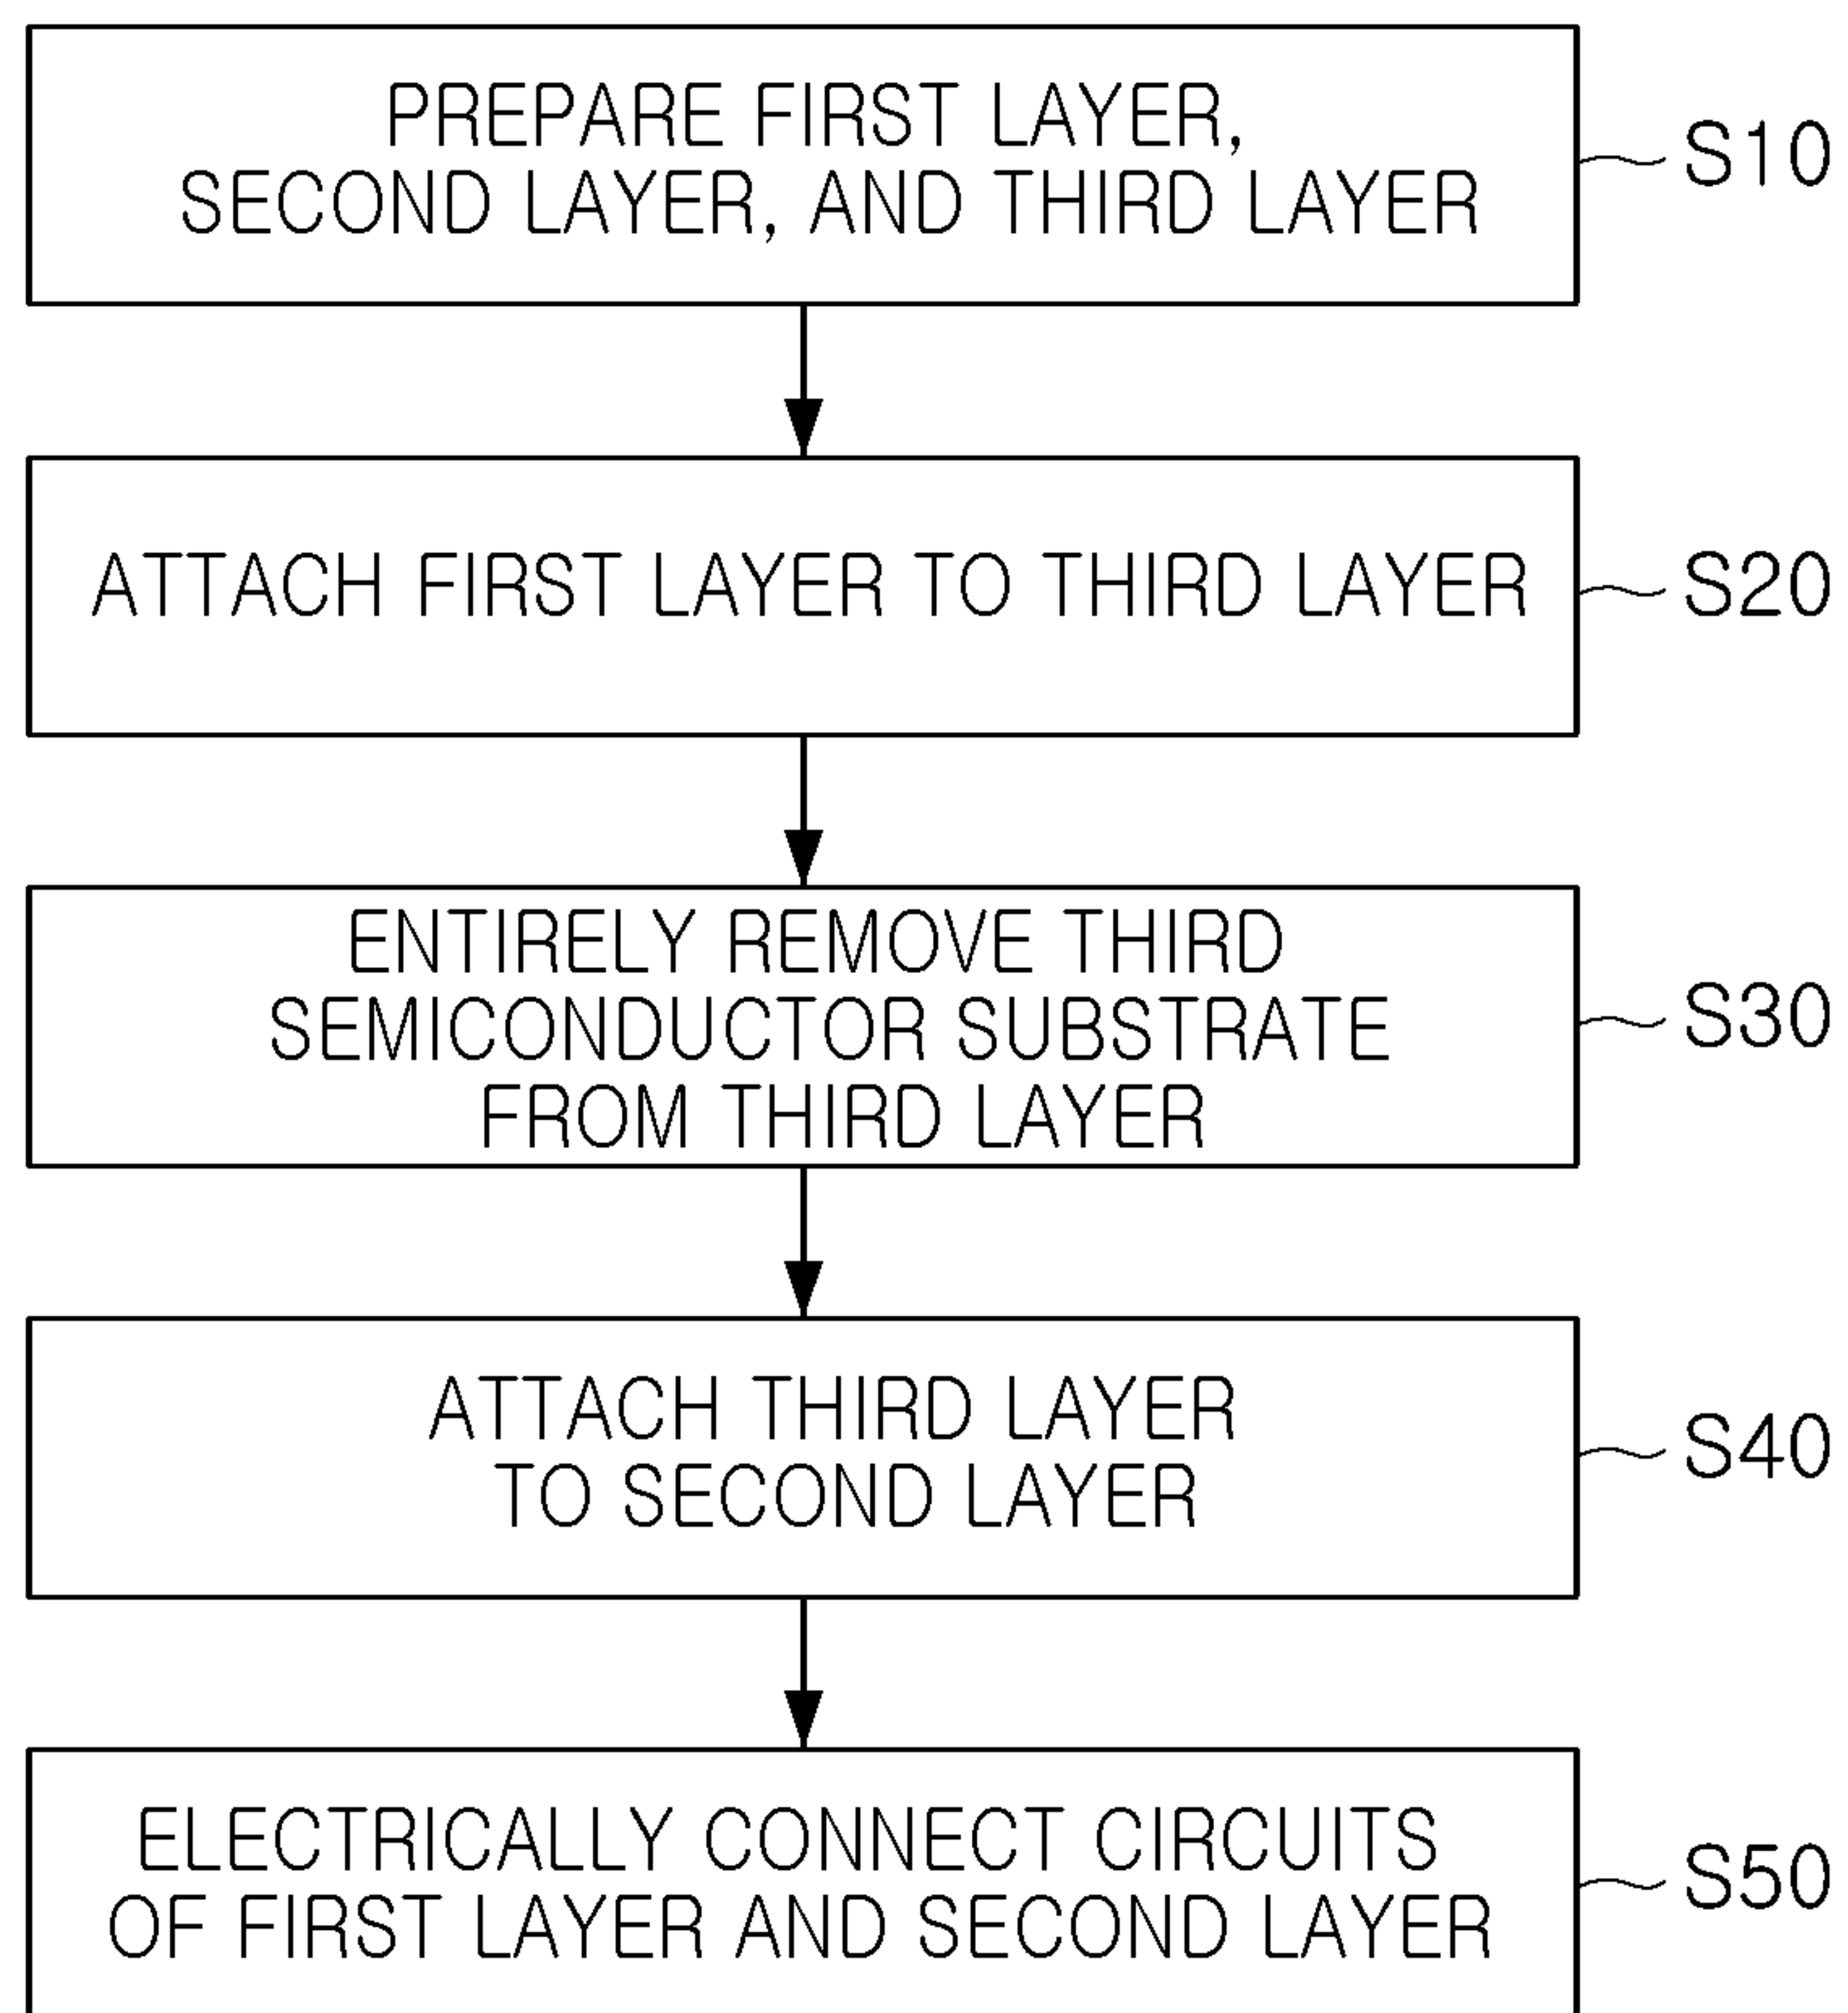 PREPARE FIRST LAYER,
SECOND LAYER, AND THIRD LAYER
S10
ATTACH FIRST LAYER TO THIRD LAYER
S20
ENTIRELY REMOVE THIRD
SEMICONDUCTOR SUBSTRATE
FROM THIRD LAYER
S30
ATTACH THIRD LAYER
TO SECOND LAYER
S40
ELECTRICALLY CONNECT CIRCUITS
OF FIRST LAYER AND SECOND LAYER
S50